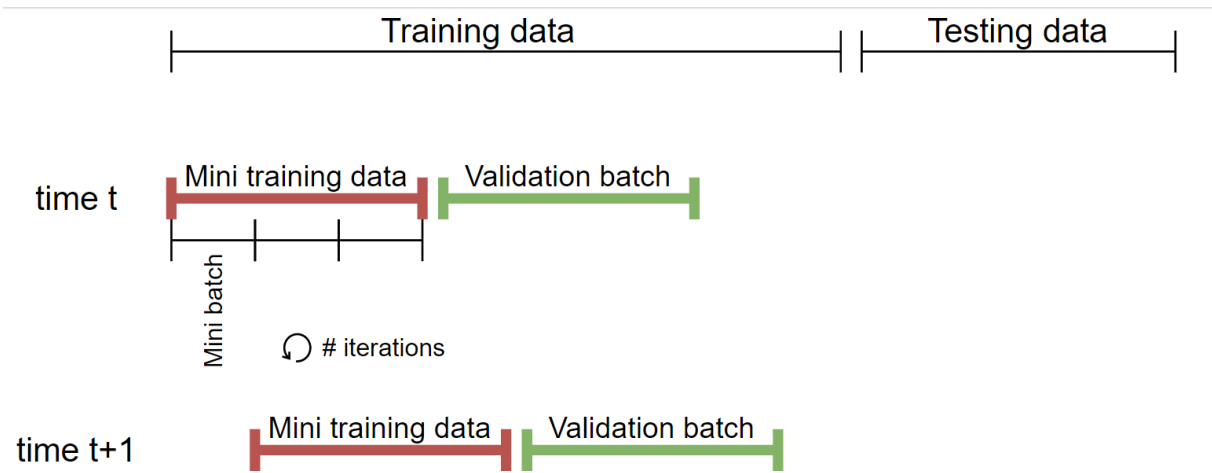 Training data
Testing data
Mini training data
Validation batch
time t
Mini batch
# iterations
Mini training data
Validation batch
time t+1